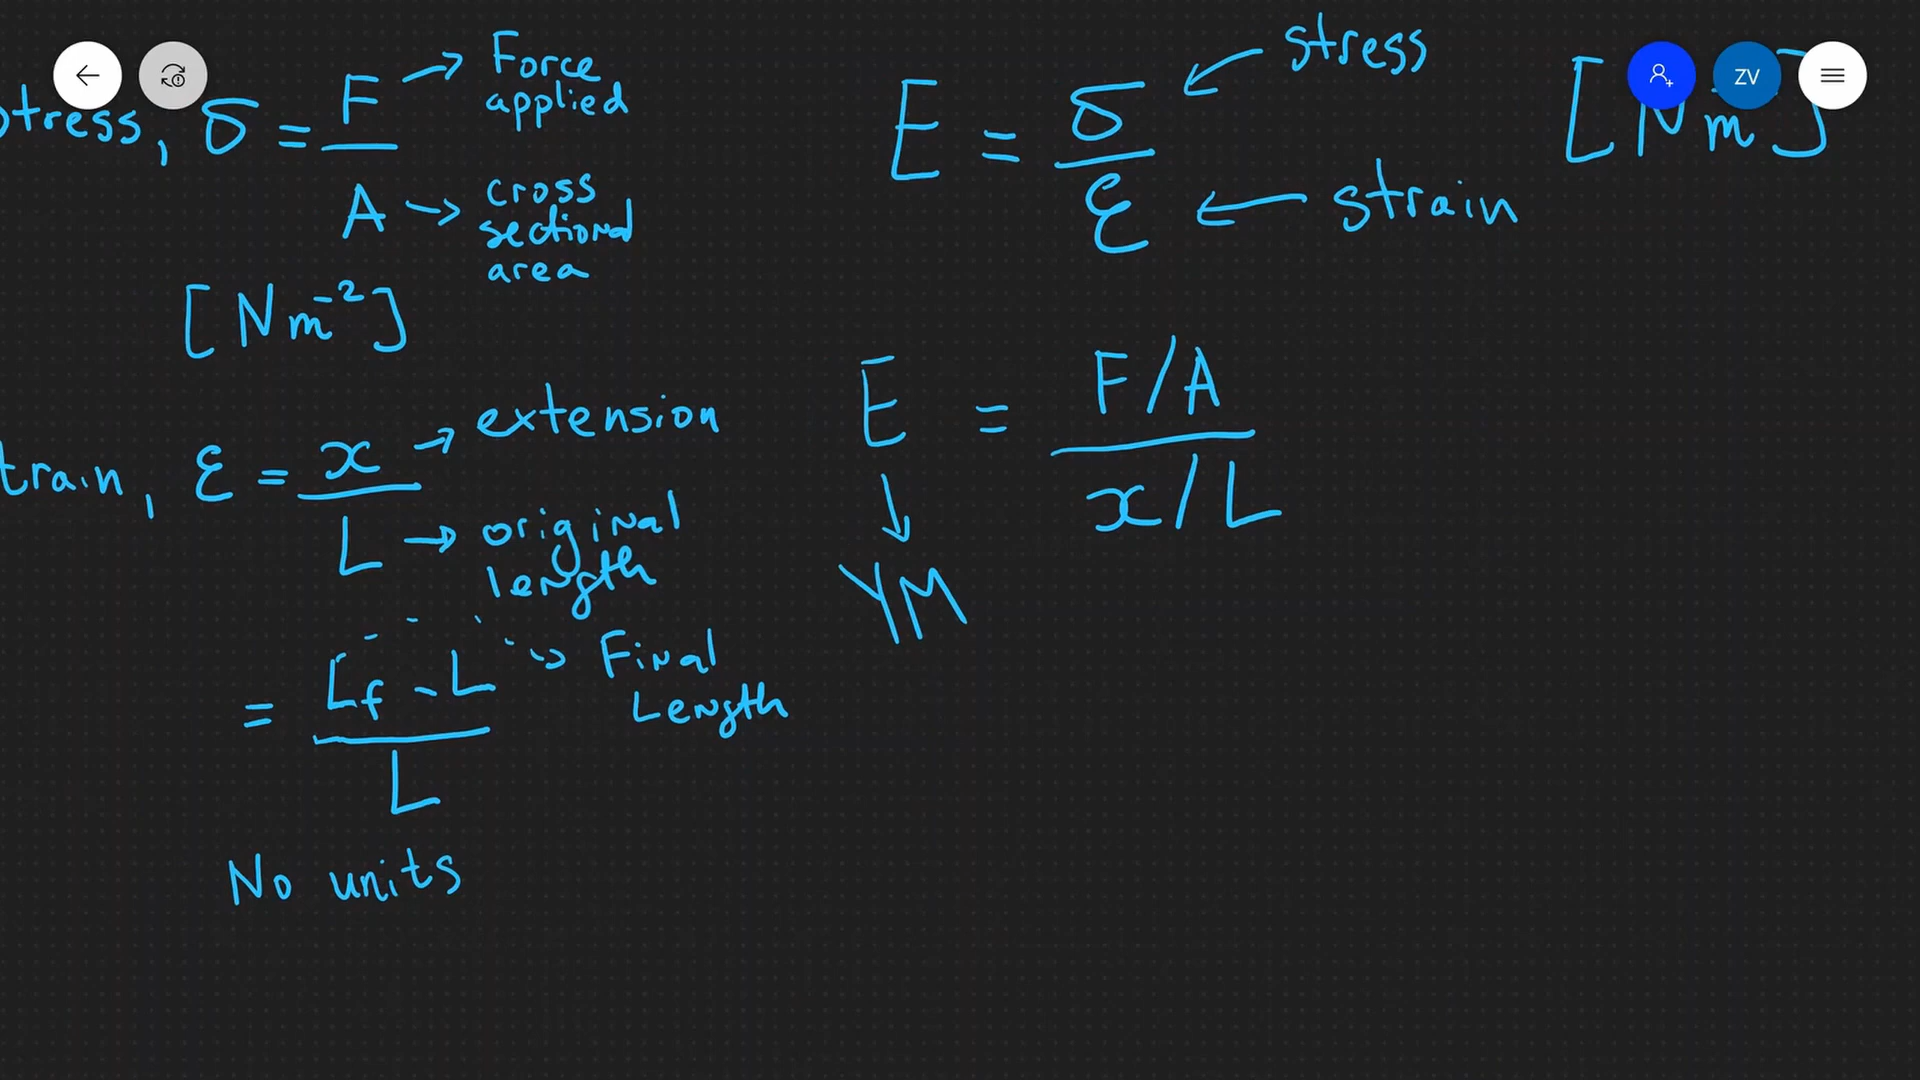 stress, σ = F/A → Force applied
→ cross sectional area
[Nm⁻²]
train, ε = x/L → extension
→ original length
= Lf - L / L → Final Length
No units
E = σ/ε ← stress
← strain
[Nm]
ZV
E = F/A / x/L
↓
YM